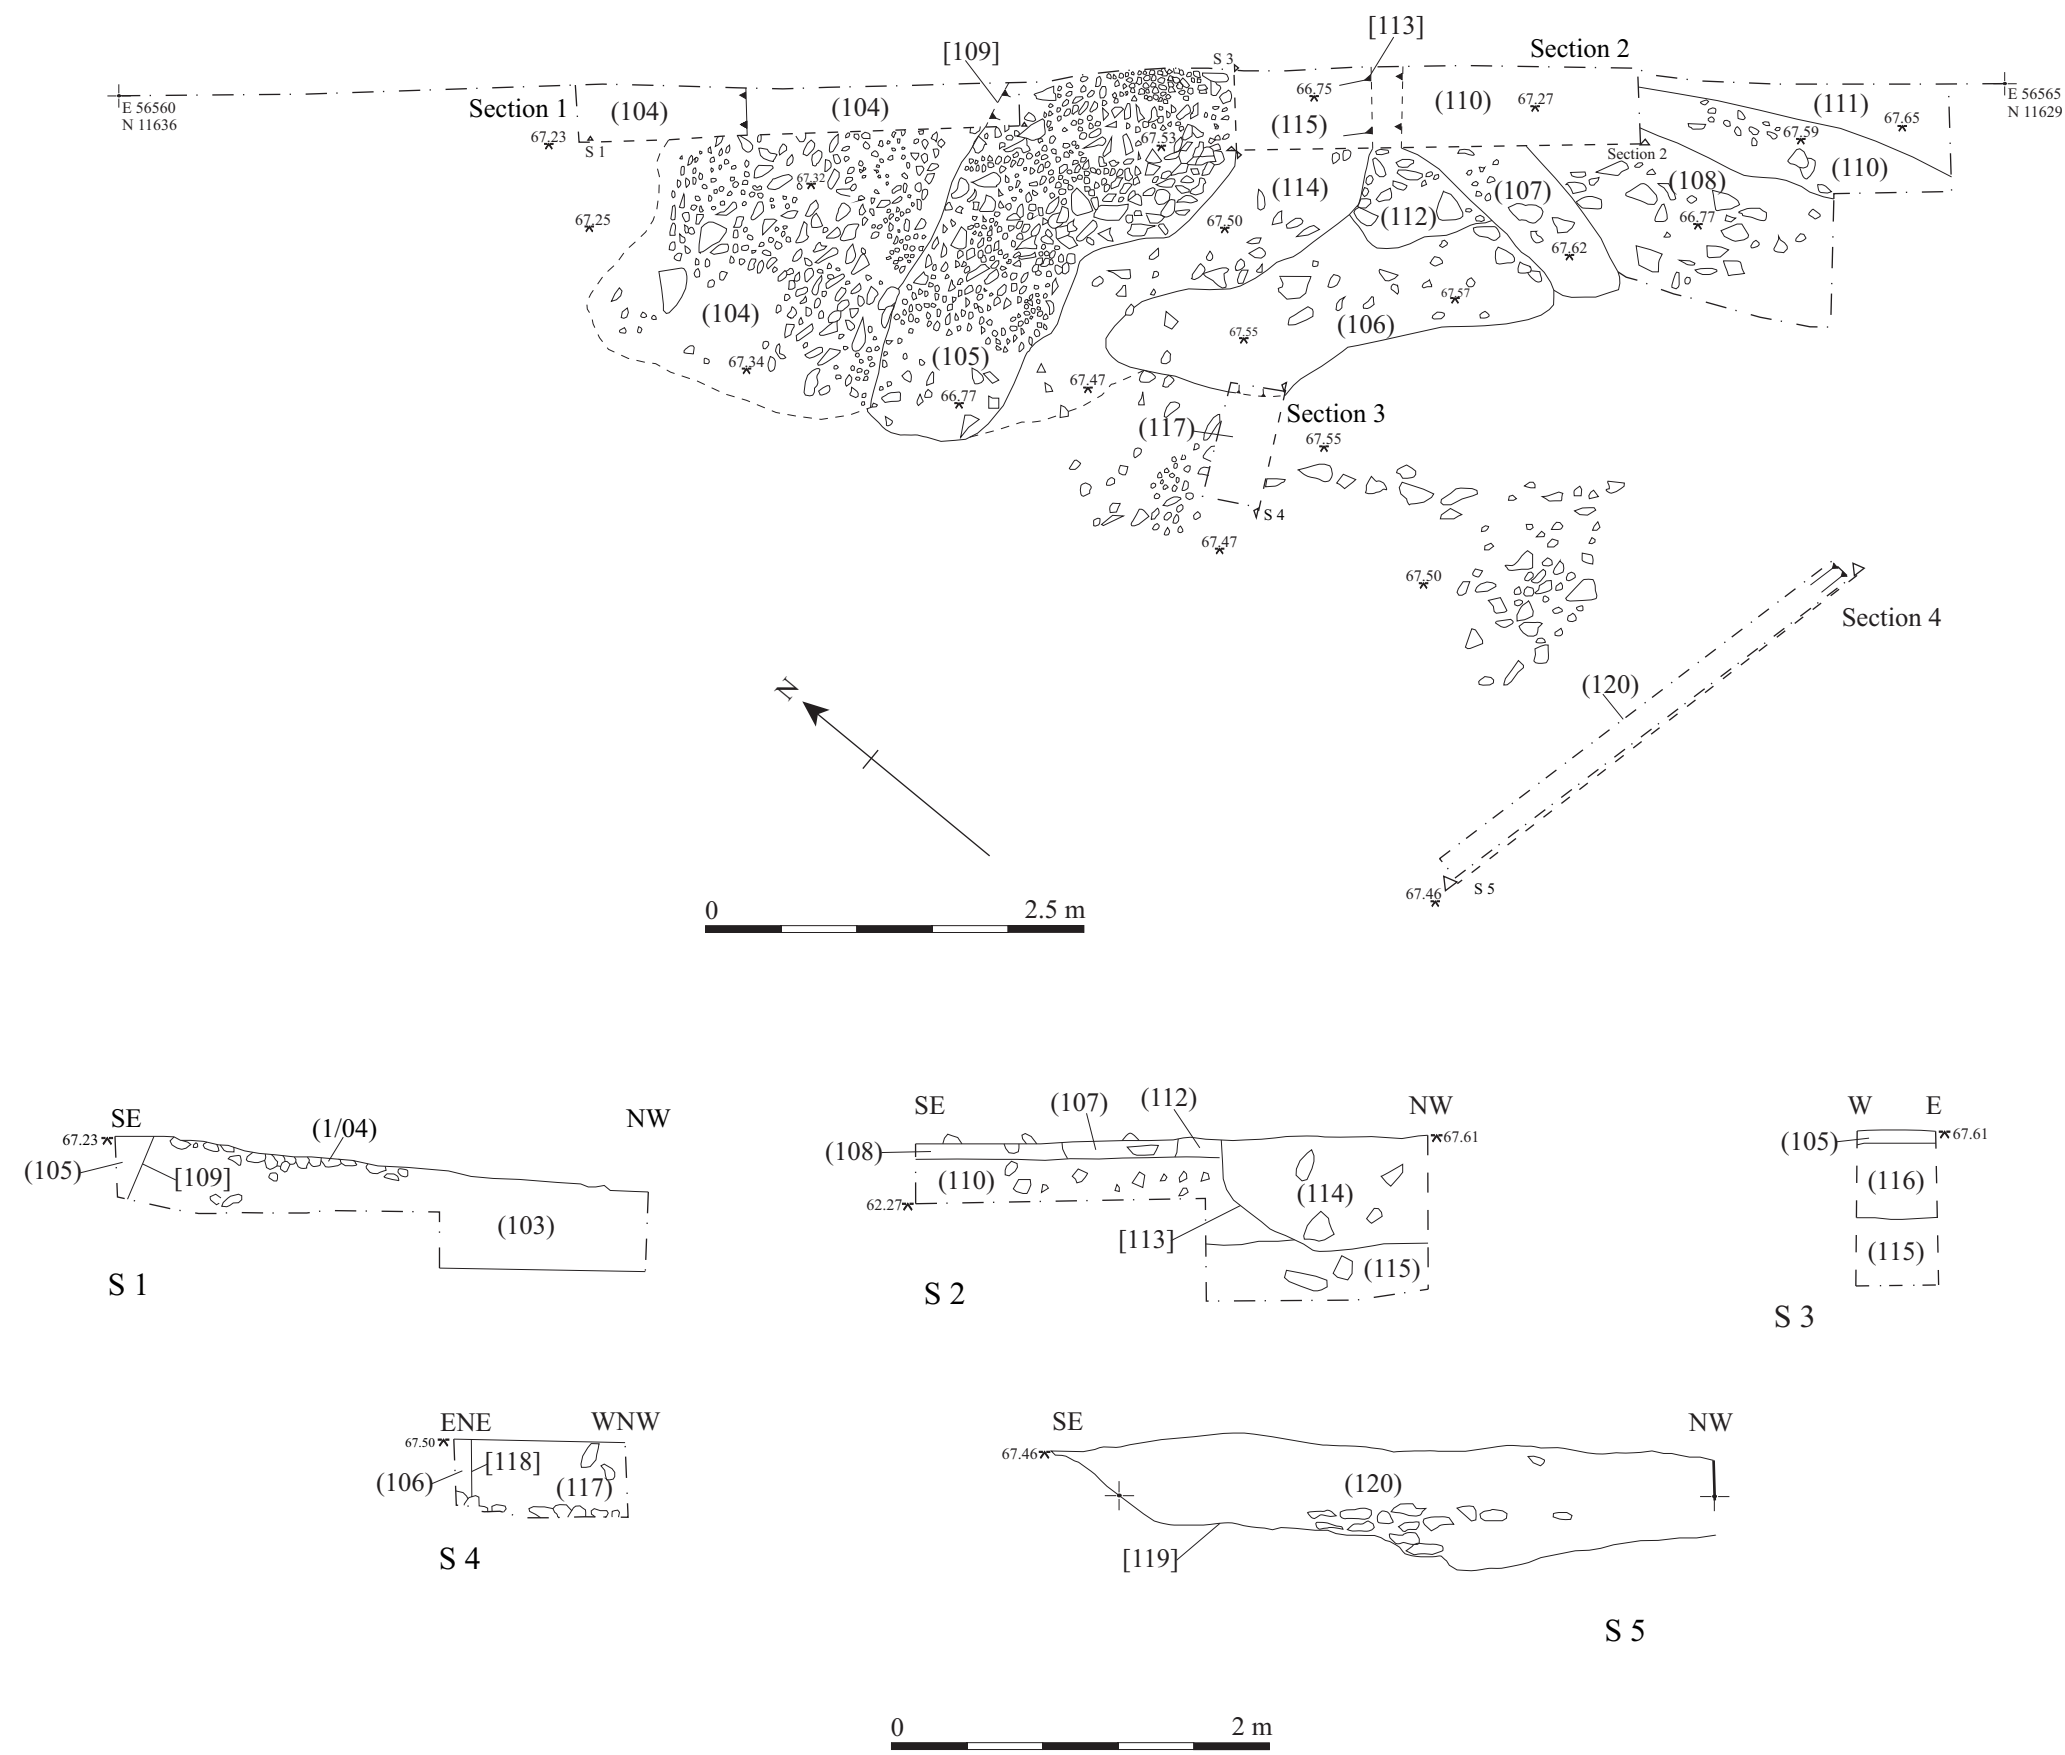 [113]
[109]
Section 2
S 3
E 56560
N 11636
Section 1
(104)
(104)
66.75
(110)
67.27
(111)
67.65
E 56565
N 11629
67.23
S 1
67.53
(115)
67.59
Section 2
(110)
67.32
(114)
(112)
(107)
(108)
67.25
67.50
66.77
67.62
(104)
67.57
67.55
(106)
67.34
(105)
66.77
67.47
Section 3
(117)
67.55
S 4
67.47
67.50
Section 4
(120)
N
67.46
S 5
0
2.5 m
SE
(1/04)
NW
67.23
(105)
[109]
(103)
S 1
SE
(107)
(112)
NW
67.61
(108)
(110)
62.27
(114)
[113]
(115)
S 2
W
E
67.61
(105)
(116)
(115)
S 3
ENE
WNW
67.50
[118]
(106)
(117)
S 4
SE
NW
67.46
(120)
[119]
S 5
0
2 m